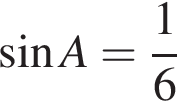 sin A = 1/6